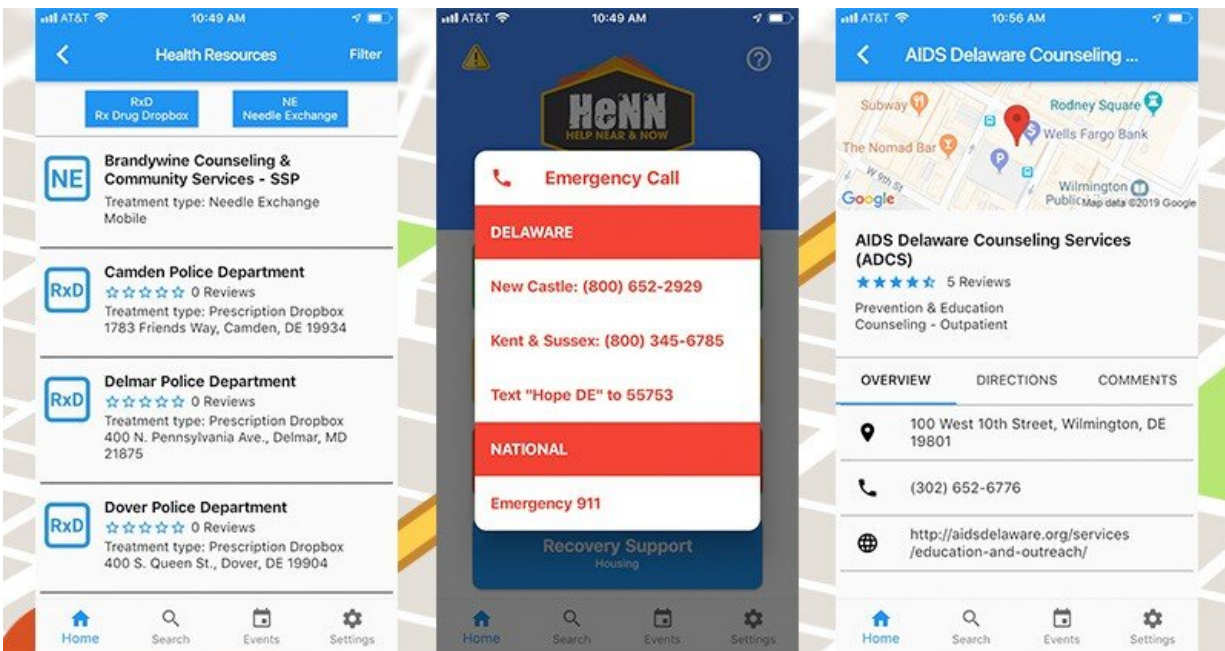 AT&T 10:49 AM
Health Resources Filter
RxD
Rx Drug Dropbox
NE
Needle Exchange
NE
Brandywine Counseling &
Community Services - SSP
Treatment type: Needle Exchange
Mobile
RxD
Camden Police Department
0 Reviews
Treatment type: Prescription Dropbox
1783 Friends Way, Camden, DE 19934
RxD
Delmar Police Department
0 Reviews
Treatment type: Prescription Dropbox
400 N. Pennsylvania Ave., Delmar, MD
21875
RxD
Dover Police Department
0 Reviews
Treatment type: Prescription Dropbox
400 S. Queen St., Dover, DE 19904
Home Search Events Settings
AT&T 10:49 AM
HeNN
HELP NEAR & NOW
Emergency Call
DELAWARE
New Castle: (800) 652-2929
Kent & Sussex: (800) 345-6785
Text "Hope DE" to 55753
NATIONAL
Emergency 911
Recovery Support
Housing
Home Search Events Settings
AT&T 10:56 AM
AIDS Delaware Counseling ...
Subway
Rodney Square
Wells Fargo Bank
The Nomad Bar
P
W 9th St
Wilmington
Public
Google
Map data ©2019 Google
AIDS Delaware Counseling Services
(ADCS)
5 Reviews
Prevention & Education
Counseling - Outpatient
OVERVIEW DIRECTIONS COMMENTS
100 West 10th Street, Wilmington, DE
19801
(302) 652-6776
http://aidsdelaware.org/services
/education-and-outreach/
Home Search Events Settings